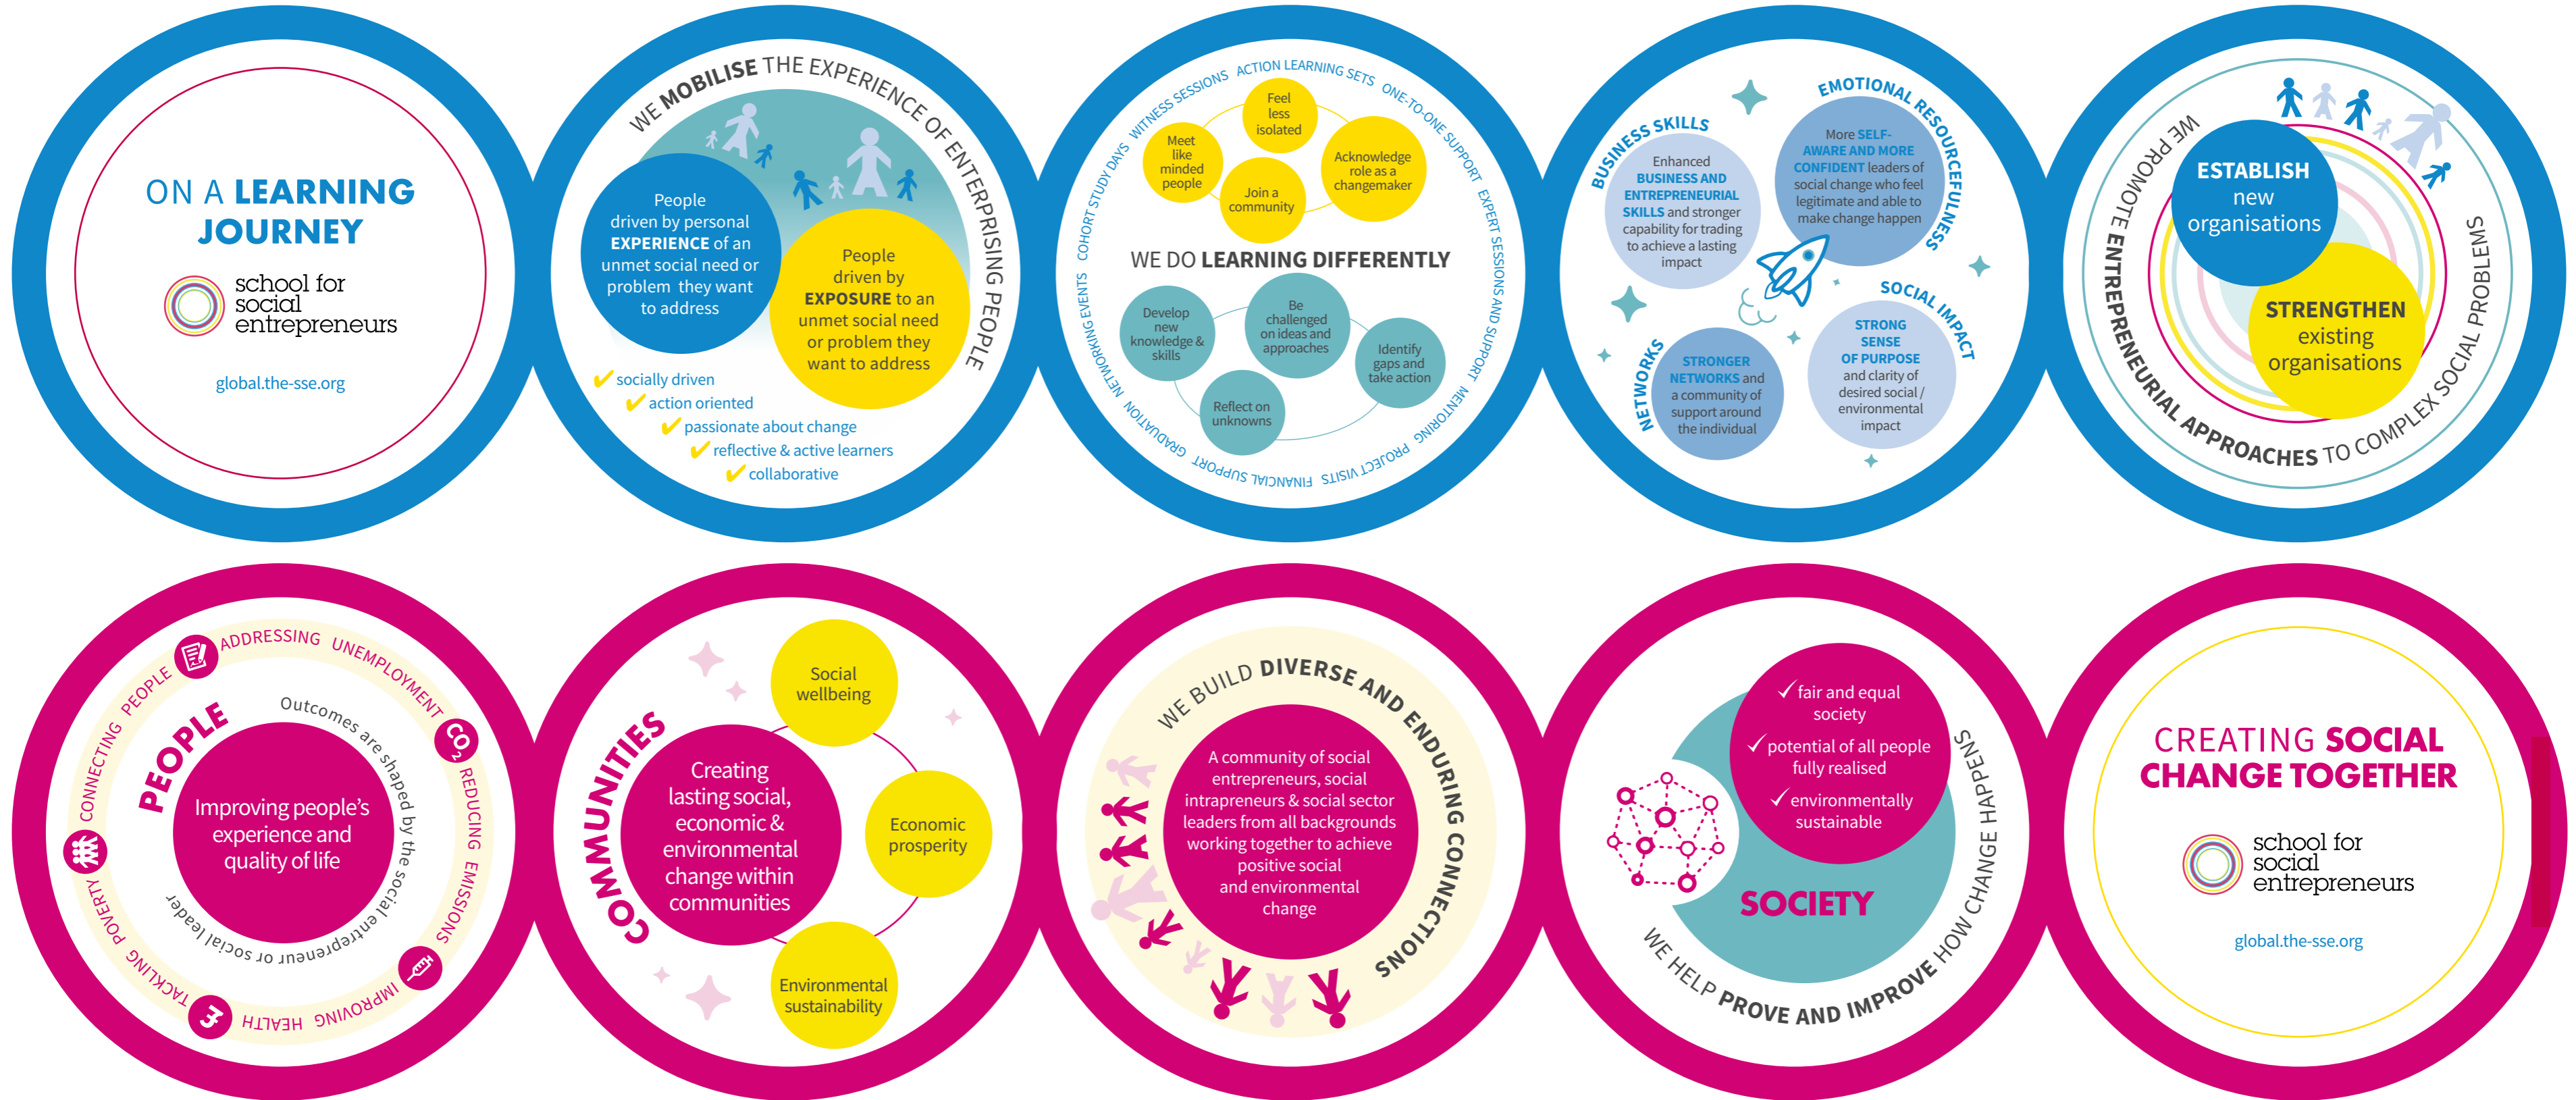 ON A LEARNING
JOURNEY
school for
social
entrepreneurs
global.the-sse.org
WE MOBILISE THE EXPERIENCE OF ENTERPRISING PEOPLE
People
driven by personal
EXPERIENCE of an
unmet social need or
problem they want
to address
People
driven by
EXPOSURE to an
unmet social need
or problem they
want to address
socially driven
action oriented
passionate about change
reflective & active learners
collaborative
COHORT STUDY DAYS WITNESS SESSIONS ACTION LEARNING SETS ONE-TO-ONE SUPPORT EXPERT SESSIONS AND SUPPORT MENTORING PROJECT VISITS FINANCIAL SUPPORT GRADUATION NETWORKING EVENTS
Feel
less
isolated
Meet
like
minded
people
Acknowledge
role as a
changemaker
Join a
community
WE DO LEARNING DIFFERENTLY
Develop
new
knowledge &
skills
Be
challenged
on ideas and
approaches
Identify
gaps and
take action
Reflect on
unknowns
BUSINESS SKILLS
Enhanced
BUSINESS AND
ENTREPRENEURIAL
SKILLS and stronger
capability for trading
to achieve a lasting
impact
EMOTIONAL RESOURCEFULNESS
More SELF-
AWARE AND MORE
CONFIDENT leaders of
social change who feel
legitimate and able to
make change happen
NETWORKS
STRONGER
NETWORKS and
a community of
support around
the individual
SOCIAL IMPACT
STRONG
SENSE
OF PURPOSE
and clarity of
desired social /
environmental
impact
WE PROMOTE ENTREPRENEURIAL APPROACHES TO COMPLEX SOCIAL PROBLEMS
ESTABLISH
new
organisations
STRENGTHEN
existing
organisations
CONNECTING PEOPLE ADDRESSING UNEMPLOYMENT CO2 REDUCING EMISSIONS IMPROVING HEALTH £ TACKLING POVERTY
PEOPLE
Outcomes are shaped by the social entrepreneur or social leader
Improving people's
experience and
quality of life
COMMUNITIES
Creating
lasting social,
economic &
environmental
change within
communities
Social
wellbeing
Economic
prosperity
Environmental
sustainability
WE BUILD DIVERSE AND ENDURING CONNECTIONS
A community of social
entrepreneurs, social
intrapreneurs & social sector
leaders from all backgrounds
working together to achieve
positive social
and environmental
change
fair and equal
society
potential of all people
fully realised
environmentally
sustainable
SOCIETY
WE HELP PROVE AND IMPROVE HOW CHANGE HAPPENS
CREATING SOCIAL
CHANGE TOGETHER
school for
social
entrepreneurs
global.the-sse.org